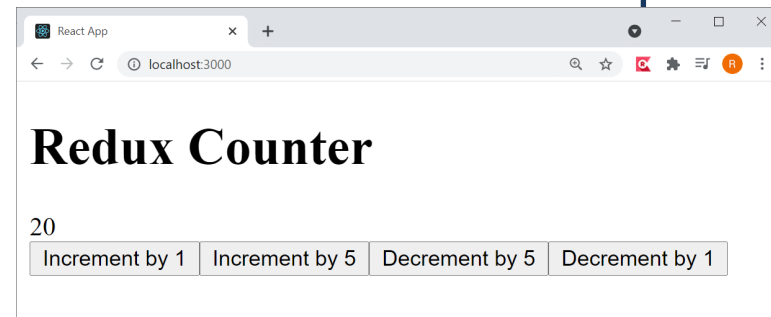 React App
localhost:3000
R
Redux Counter
20
Increment by 1 Increment by 5 Decrement by 5 Decrement by 1